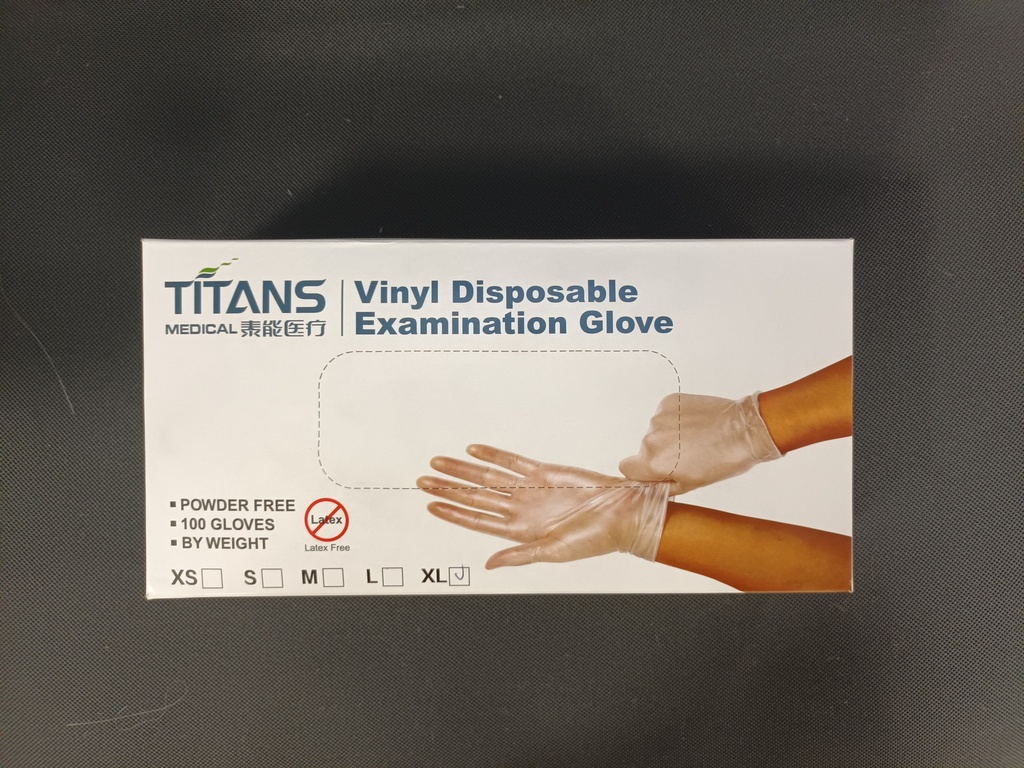 TITANS
MEDICAL 泰能医疗
Vinyl Disposable
Examination Glove
▪ POWDER FREE
▪ 100 GLOVES
▪ BY WEIGHT
Latex
Latex Free
XS S M L XL